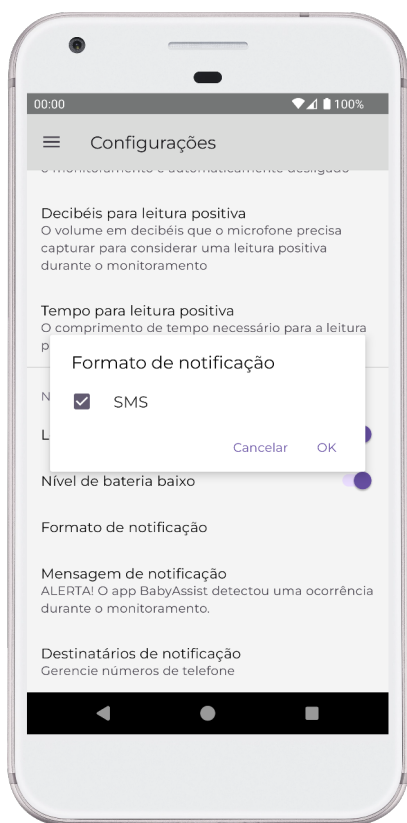 00:00
100%
Configurações
o monitoramento é automaticamente desligado
Decibéis para leitura positiva
O volume em decibéis que o microfone precisa
capturar para considerar uma leitura positiva
durante o monitoramento
Tempo para leitura positiva
O comprimento de tempo necessário para a leitura
p
Formato de notificação
N
SMS
L
Cancelar
OK
Nível de bateria baixo
Formato de notificação
Mensagem de notificação
ALERTA! O app BabyAssist detectou uma ocorrência
durante o monitoramento.
Destinatários de notificação
Gerencie números de telefone